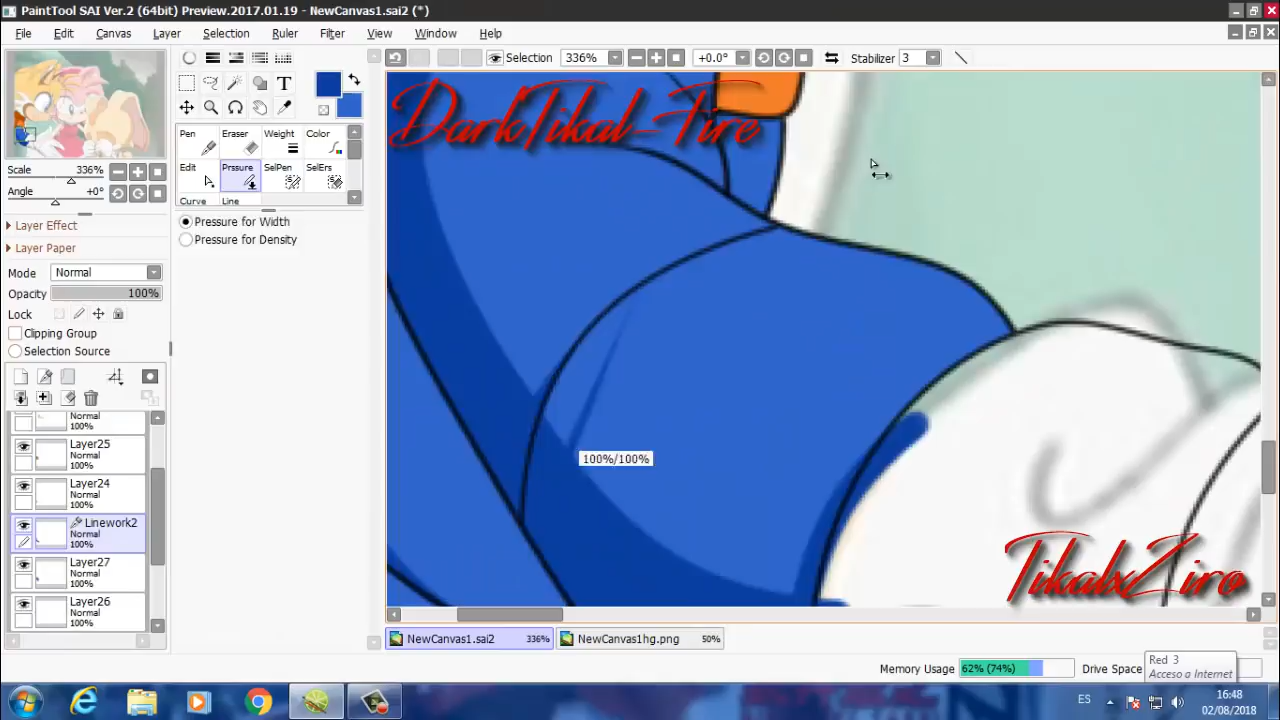 PaintTool SAI Ver.2 (64bit) Preview.2017.01.19 - NewCanvas1.sai2 (*)
File Edit Canvas Layer Selection Ruler Filter View Window Help
Selection 336% +0.0° Stabilizer 3
DarkTikal-Fire
Scale 336%
Angle +0°
Layer Effect
Layer Paper
Mode Normal
Opacity 100%
Lock
Clipping Group
Selection Source
T
Pen Eraser Weight Color
Edit Prssure SelPen SelErs
Curve Line
Pressure for Width
Pressure for Density
100%/100%
Normal
100%
Layer25
Normal
100%
Layer24
Normal
100%
Linework2
Normal
100%
Layer27
Normal
100%
Layer26
Normal
100%
TikalxZiro
NewCanvas1.sai2 336% NewCanvas1hg.png 50%
Memory Usage 62% (74%) Drive Space
Red 3
Acceso a Internet
ES 16:48
02/08/2018